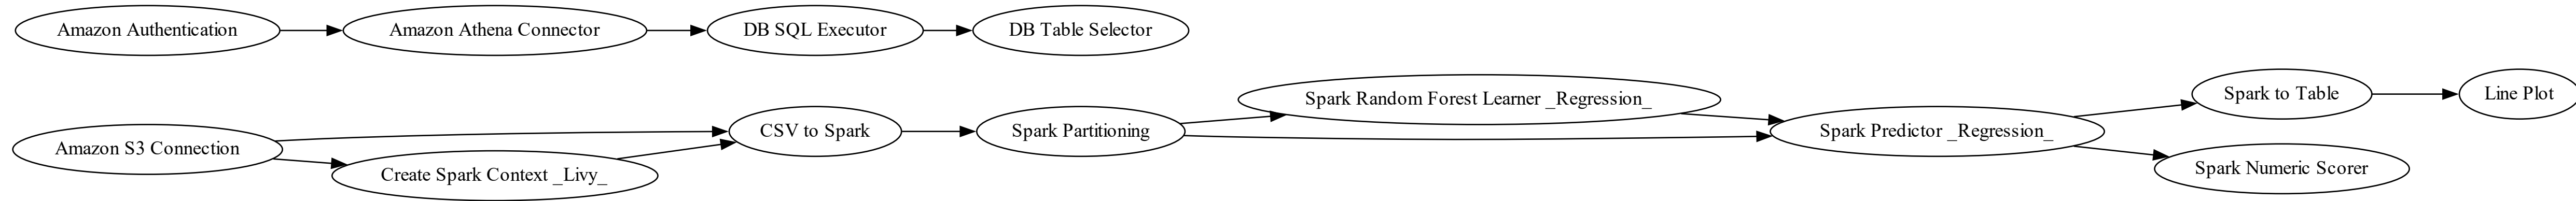 Amazon Authentication
Amazon Athena Connector
DB SQL Executor
DB Table Selector
Amazon S3 Connection
Create Spark Context _Livy_
CSV to Spark
Spark Partitioning
Spark Random Forest Learner _Regression_
Spark Predictor _Regression_
Spark to Table
Line Plot
Spark Numeric Scorer